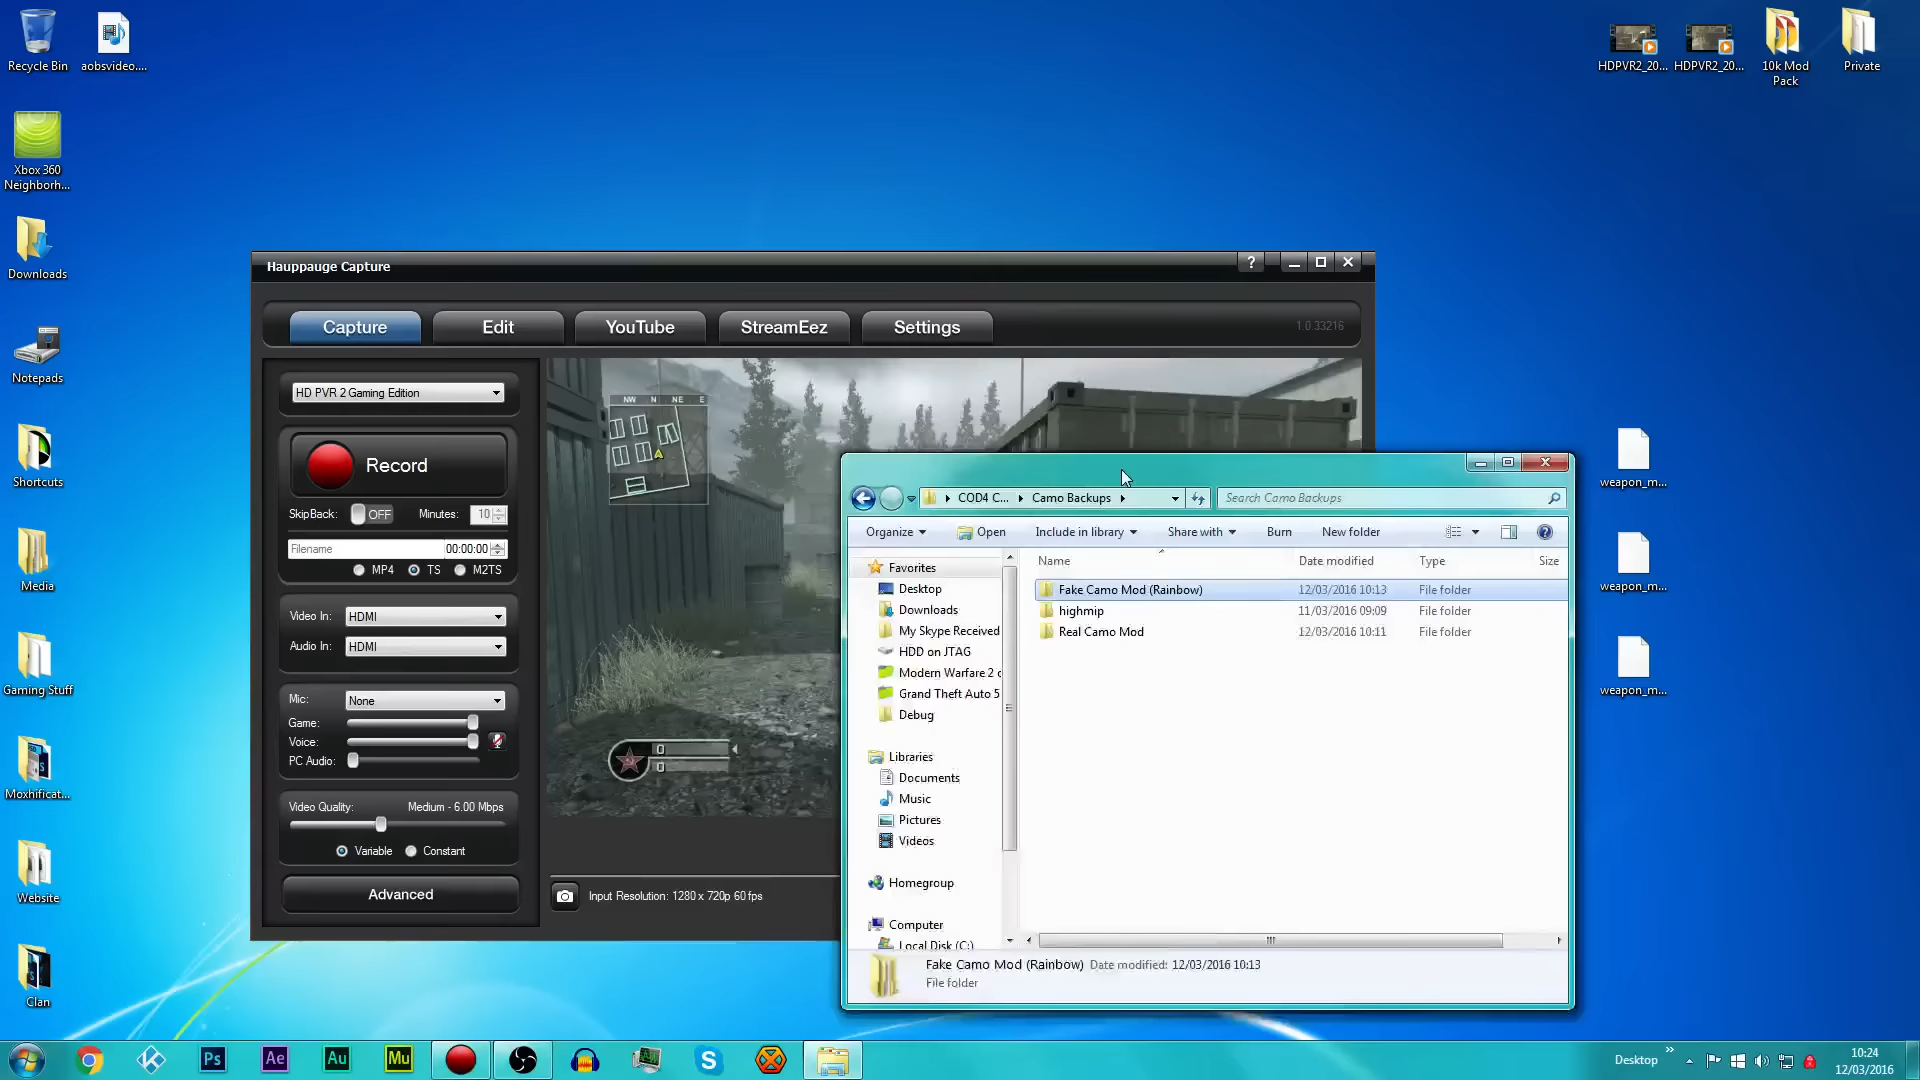 Recycle Bin
aobsvideo....
Xbox 360
Neighborh...
Downloads
Notepads
Shortcuts
Media
Gaming Stuff
Moxhificat...
Website
Clan
HDPVR2_20...
HDPVR2_20...
10k Mod
Pack
Private
weapon_m...
weapon_m...
weapon_m...
Hauppauge Capture
?
Capture
Edit
YouTube
StreamEez
Settings
1.0.33216
HD PVR 2 Gaming Edition
Record
SkipBack:
OFF
Minutes:
10
Filename
00:00:00
MP4
TS
M2TS
Video In:
HDMI
Audio In:
HDMI
Mic:
None
Game:
Voice:
PC Audio:
Video Quality:
Medium - 6.00 Mbps
Variable
Constant
Advanced
NW N NE E
0
0
Input Resolution: 1280 x 720p 60 fps
COD4 C...
Camo Backups
Search Camo Backups
Organize
Open
Include in library
Share with
Burn
New folder
Name
Date modified
Type
Size
Favorites
Desktop
Downloads
My Skype Received
HDD on JTAG
Modern Warfare 2 c
Grand Theft Auto 5
Debug
Libraries
Documents
Music
Pictures
Videos
Homegroup
Computer
Local Disk (C:)
Fake Camo Mod (Rainbow) 12/03/2016 10:13 File folder
highmip 11/03/2016 09:09 File folder
Real Camo Mod 12/03/2016 10:11 File folder
Fake Camo Mod (Rainbow) Date modified: 12/03/2016 10:13
File folder
Ps
Ae
Au
Mu
S
Desktop
10:24
12/03/2016